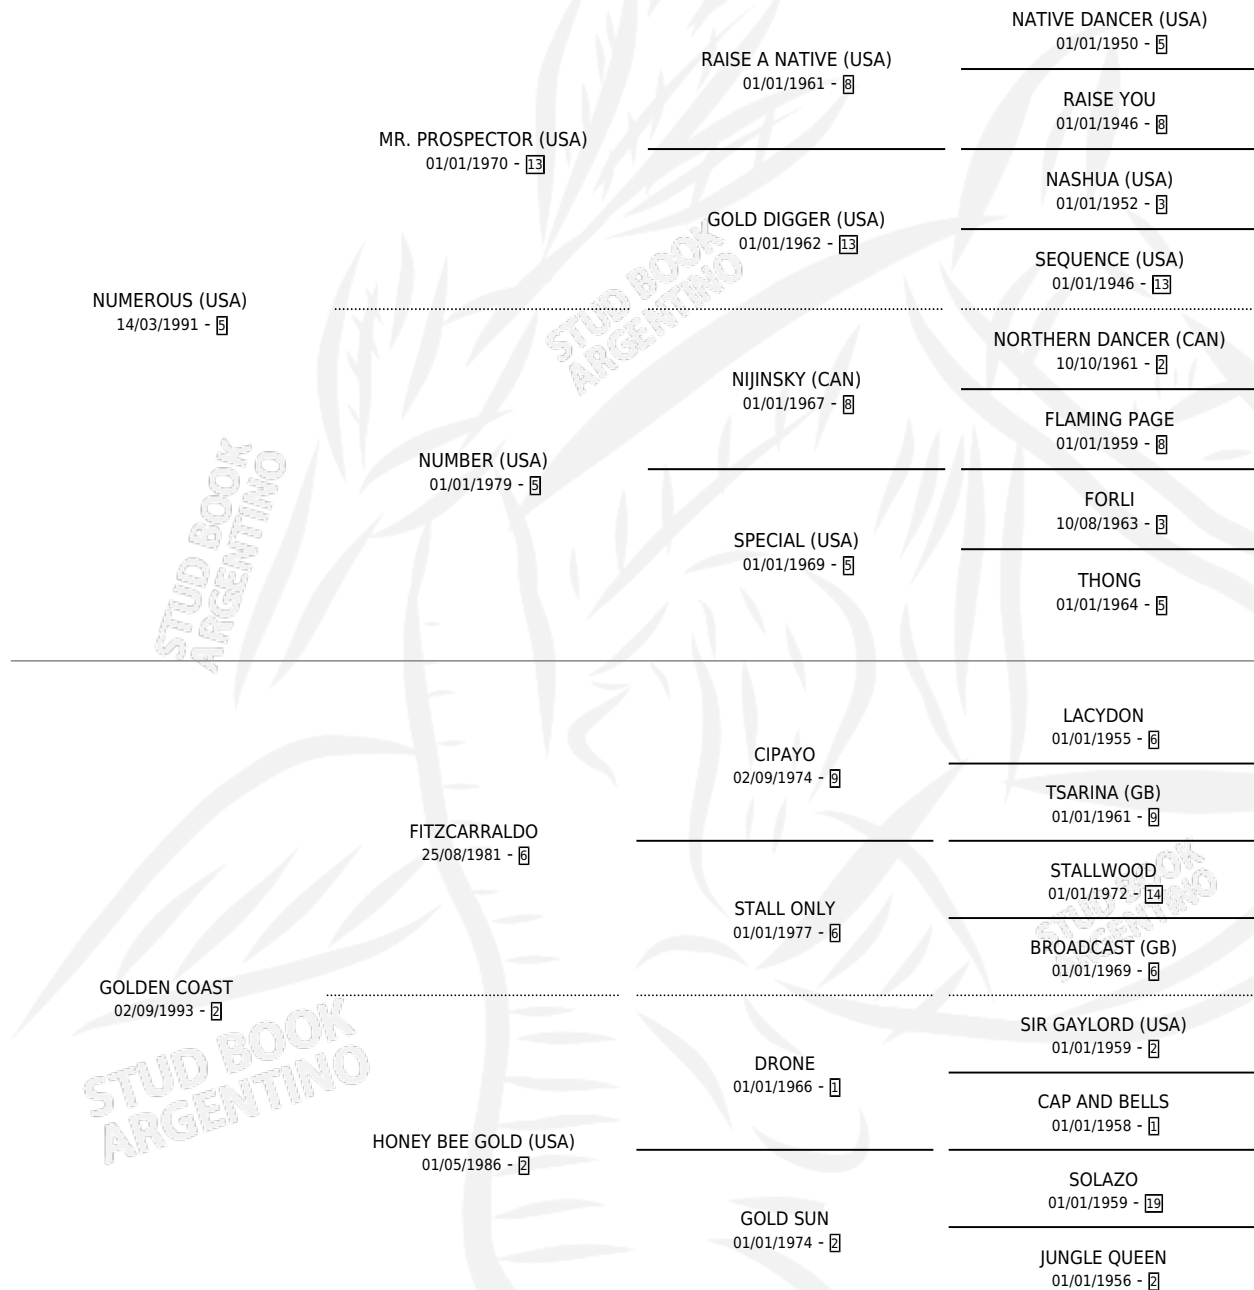 NATIVE DANCER (USA)
01/01/1950 - 5
RAISE A NATIVE (USA)
01/01/1961 - 8
RAISE YOU
01/01/1946 - 8
MR. PROSPECTOR (USA)
01/01/1970 - 13
NASHUA (USA)
01/01/1952 - 3
GOLD DIGGER (USA)
01/01/1962 - 13
SEQUENCE (USA)
01/01/1946 - 13
NUMEROUS (USA)
14/03/1991 - 5
NORTHERN DANCER (CAN)
10/10/1961 - 2
NIJINSKY (CAN)
01/01/1967 - 8
FLAMING PAGE
01/01/1959 - 8
NUMBER (USA)
01/01/1979 - 5
FORLI
10/08/1963 - 3
SPECIAL (USA)
01/01/1969 - 5
THONG
01/01/1964 - 5
LACYDON
01/01/1955 - 6
CIPAYO
02/09/1974 - 9
TSARINA (GB)
01/01/1961 - 9
FITZCARRALDO
25/08/1981 - 6
STALLWOOD
01/01/1972 - 14
STALL ONLY
01/01/1977 - 6
BROADCAST (GB)
01/01/1969 - 6
GOLDEN COAST
02/09/1993 - 2
SIR GAYLORD (USA)
01/01/1959 - 2
DRONE
01/01/1966 - 1
CAP AND BELLS
01/01/1958 - 1
HONEY BEE GOLD (USA)
01/05/1986 - 2
SOLAZO
01/01/1959 - 19
GOLD SUN
01/01/1974 - 2
JUNGLE QUEEN
01/01/1956 - 2
STUD BOOK
ARGENTINO
STUD BOOK
ARGENTINO
STUD BOOK
ARGENTINO
STUD BOOK
ARGENTINO